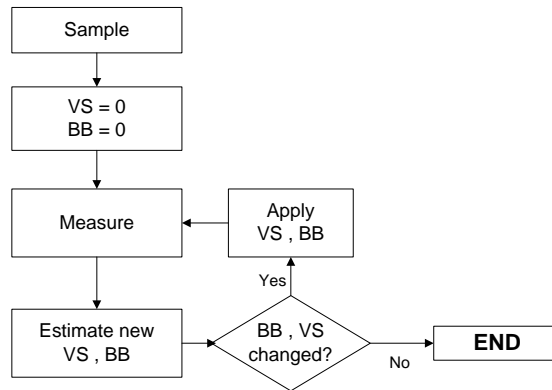 Sample
VS = 0
BB = 0
Measure
Apply
VS , BB
Yes
Estimate new
VS , BB
BB , VS
changed?
No
END